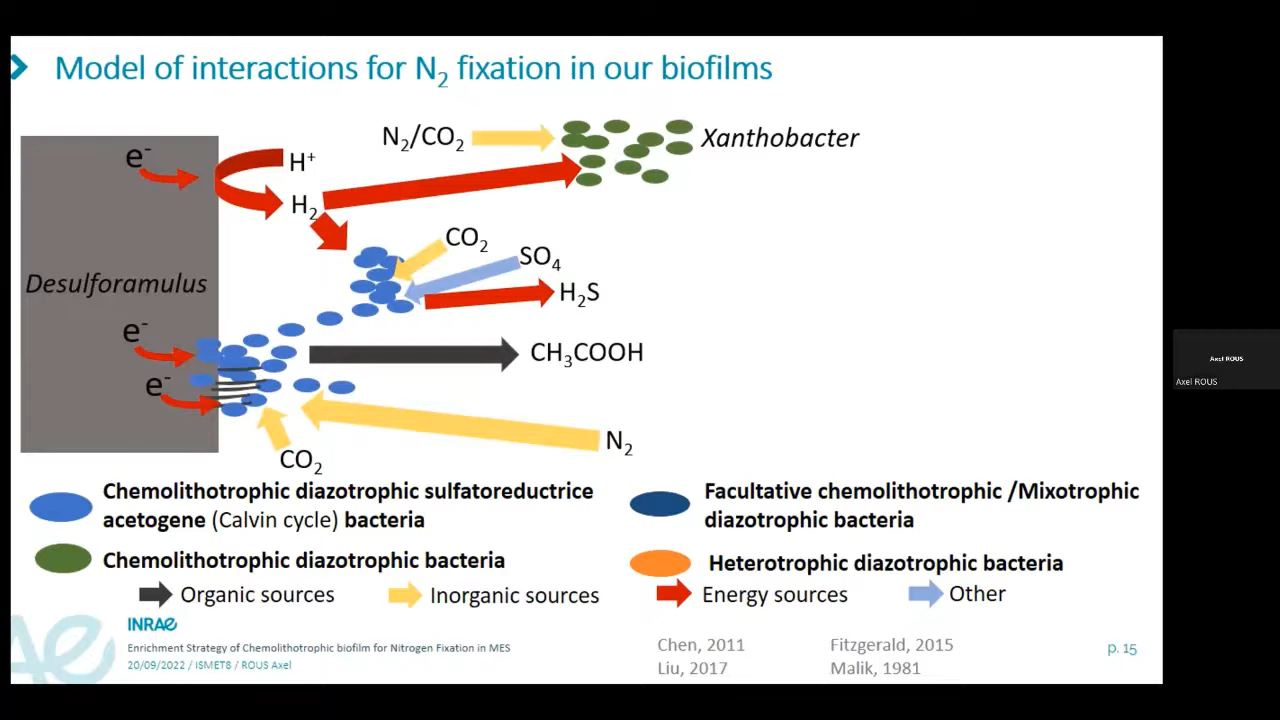 Model of interactions for N2 fixation in our biofilms
N2/CO2
Xanthobacter
e-
H+
H2
CO2
SO4
Desulforamulus
H2S
e-
CH3COOH
e-
N2
CO2
Chemolithotrophic diazotrophic sulfatoreductrice
acetogene (Calvin cycle) bacteria
Facultative chemolithotrophic /Mixotrophic
diazotrophic bacteria
Chemolithotrophic diazotrophic bacteria
Heterotrophic diazotrophic bacteria
Organic sources
Inorganic sources
Energy sources
Other
INRAE
Enrichment Strategy of Chemolithotrophic biofilm for Nitrogen Fixation in MES
20/09/2022 / ISMET8 / ROUS Axel
Chen, 2011
Liu, 2017
Fitzgerald, 2015
Malik, 1981
p. 15
Axel ROUS
Axel ROUS